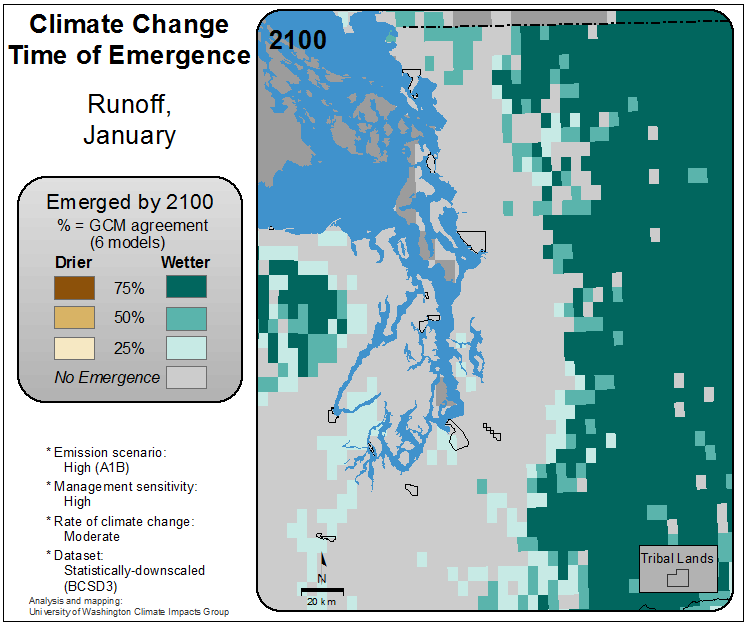 Climate Change
Time of Emergence
Runoff,
January
Emerged by 2100
% = GCM agreement
(6 models)
Drier Wetter
75%
50%
25%
No Emergence
* Emission scenario:
High (A1B)
* Management sensitivity:
High
* Rate of climate change:
Moderate
* Dataset:
Statistically-downscaled
(BCSD3)
Analysis and mapping:
University of Washington Climate Impacts Group
2100
N
20 km
Tribal Lands